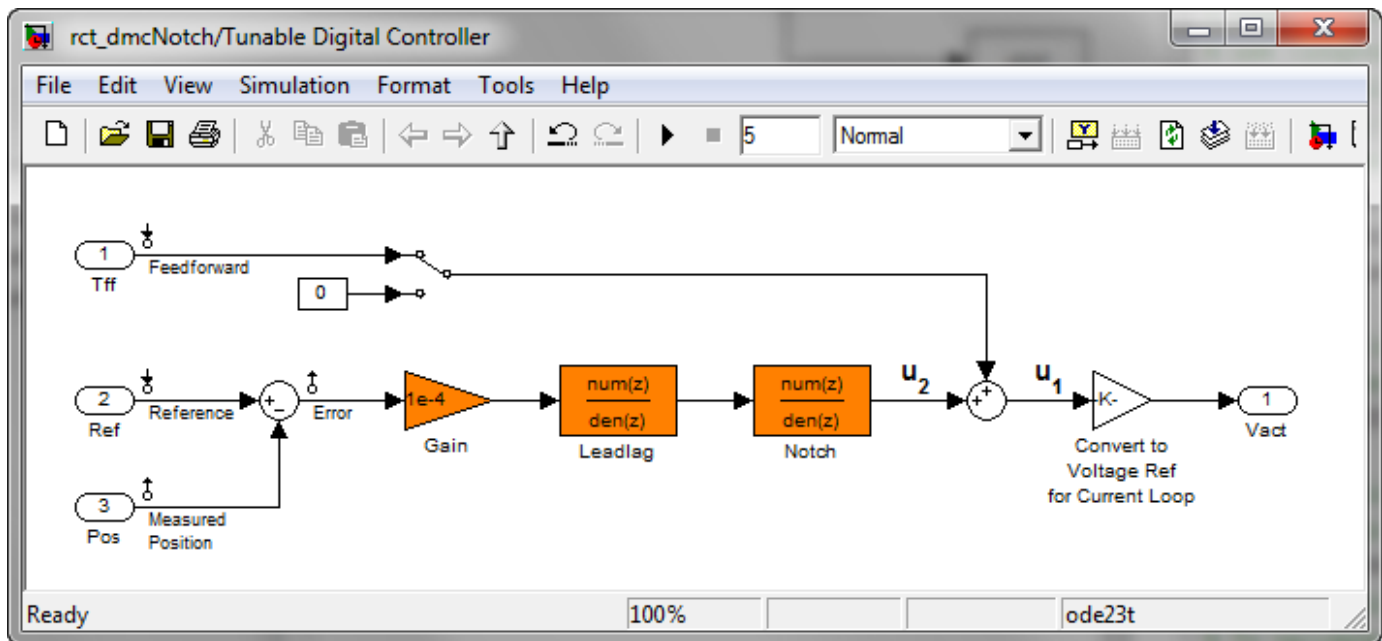 rct_dmcNotch/Tunable Digital Controller
File Edit View Simulation Format Tools Help
5 Normal
1
Tff
Feedforward
0
2
Ref
Reference
2
+
−
Error
1e-4
Gain
num(z)
den(z)
Leadlag
num(z)
den(z)
Notch
u2
+
+
u1
-K-
Convert to
Voltage Ref
for Current Loop
1
Vact
3
Pos
Measured
Position
Ready 100% ode23t